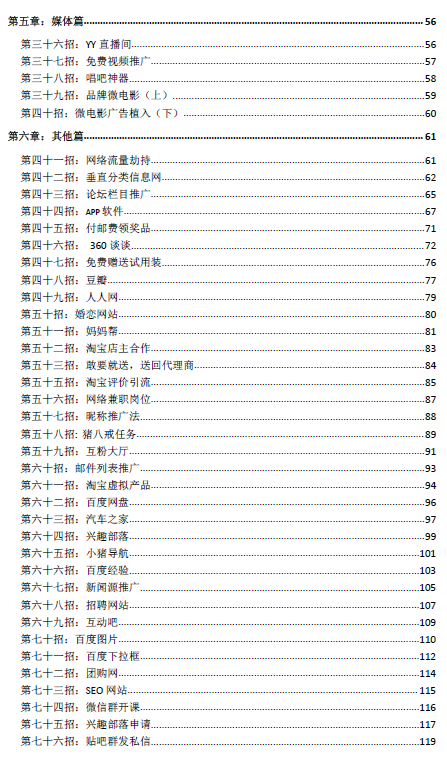 第五章：媒体篇........56
第三十六招：YY 直播间........56
第三十七招：免费视频推广........57
第三十八招：唱吧神器........58
第三十九招：品牌微电影（上）........59
第四十招：微电影广告植入（下）........60
第六章：其他篇........61
第四十一招：网络流量劫持........61
第四十二招：垂直分类信息网........62
第四十三招：论坛栏目推广........65
第四十四招：APP 软件........67
第四十五招：付邮费领奖品........71
第四十六招： 360 谈谈........72
第四十七招：免费赠送试用装........76
第四十八招：豆瓣........77
第四十九招：人人网........79
第五十招：婚恋网站........80
第五十一招：妈妈帮........81
第五十二招：淘宝店主合作........83
第五十三招：敢要就送，送回代理商........84
第五十五招：淘宝评价引流........85
第五十六招：网络兼职岗位........87
第五十七招：昵称推广法........88
第五十八招：猪八戒任务........89
第五十九招：互粉大厅........91
第六十招：邮件列表推广........93
第六十一招：淘宝虚拟产品........94
第六十二招：百度网盘........96
第六十三招：汽车之家........97
第六十四招：兴趣部落........99
第六十五招：小猪导航........101
第六十六招：百度经验........103
第六十七招：新闻源推广........105
第六十八招：招聘网站........107
第六十九招：互动吧........109
第七十招：百度图片........110
第七十一招：百度下拉框........112
第七十二招：团购网........114
第七十三招：SEO 网站........115
第七十四招：微信群开课........116
第七十五招：兴趣部落申请........117
第七十六招：贴吧群发私信........119